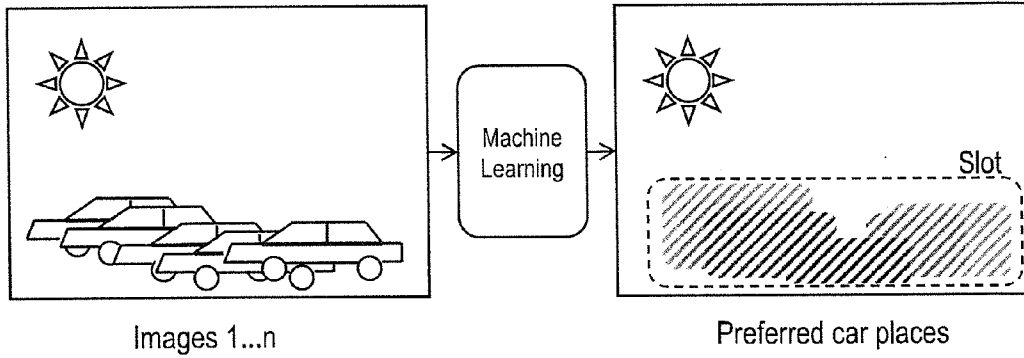 Machine
Learning
Slot
Images 1...n
Preferred car places